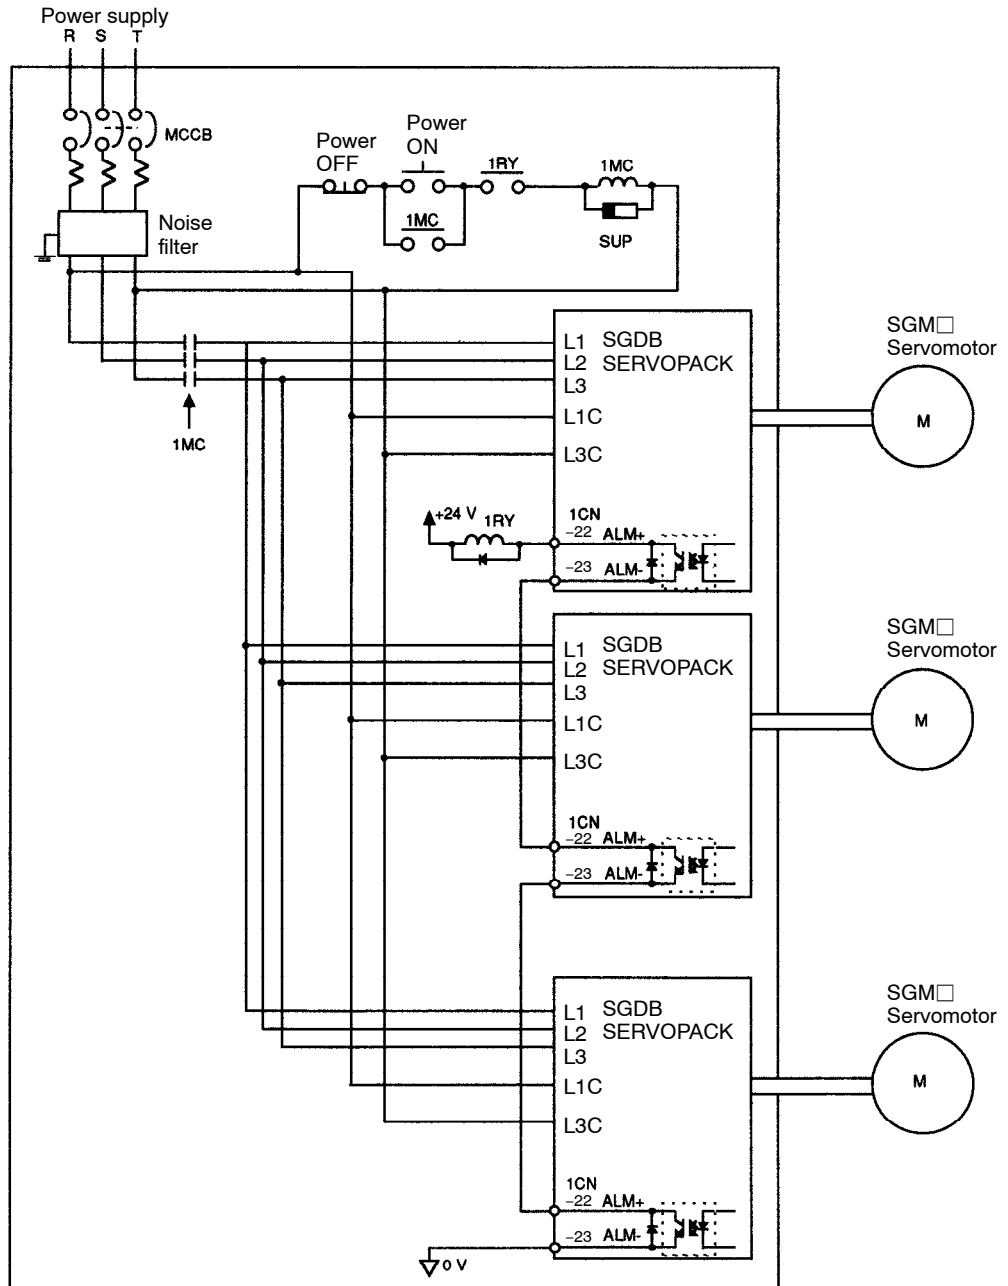 Power supply
R S T
MCCB
Power
OFF
Power
ON
1RY
1MC
1MC
SUP
Noise
filter
1MC
L1 SGDB
L2 SERVOPACK
L3
L1C
L3C
SGM□
Servomotor
M
+24 V
1RY
1CN
–22 ALM+
–23 ALM-
L1 SGDB
L2 SERVOPACK
L3
L1C
L3C
SGM□
Servomotor
M
1CN
–22 ALM+
–23 ALM-
L1 SGDB
L2 SERVOPACK
L3
L1C
L3C
SGM□
Servomotor
M
1CN
–22 ALM+
–23 ALM-
0 V